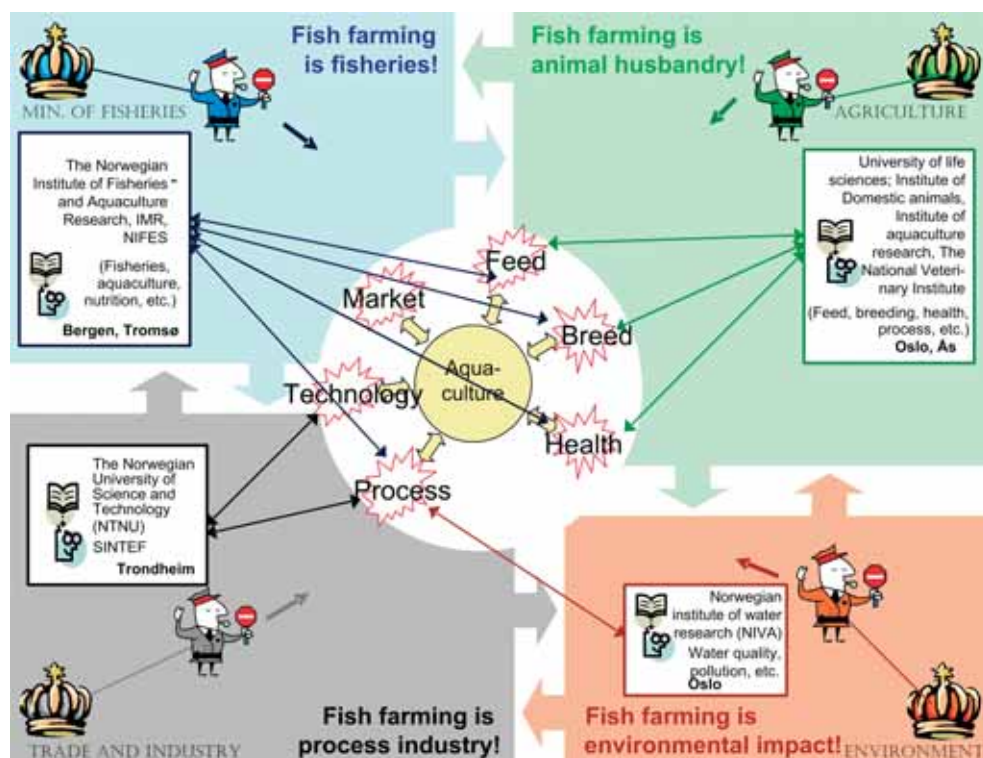 Fish farming
is fisheries!
Fish farming is
animal husbandry!
MIN. OF FISHERIES
AGRICULTURE
The Norwegian
Institute of Fisheries
and Aquaculture
Research, IMR,
NIFES
(Fisheries,
aquaculture,
nutrition, etc.)
Bergen, Tromsø
University of life
sciences; Institute of
Domestic animals,
Institute of
aquaculture
research, The
National Veteri-
nary Institute
(Feed, breeding, health,
process, etc.)
Oslo, Ås
Feed
Market
Breed
Aqua-
culture
Technology
Health
Process
The Norwegian
University of
Science and
Technology
(NTNU)
SINTEF
Trondheim
Norwegian
institute of water
research (NIVA)
Water quality,
pollution, etc.
Oslo
Fish farming is
process industry!
Fish farming is
environmental impact!
TRADE AND INDUSTRY
ENVIRONMENT